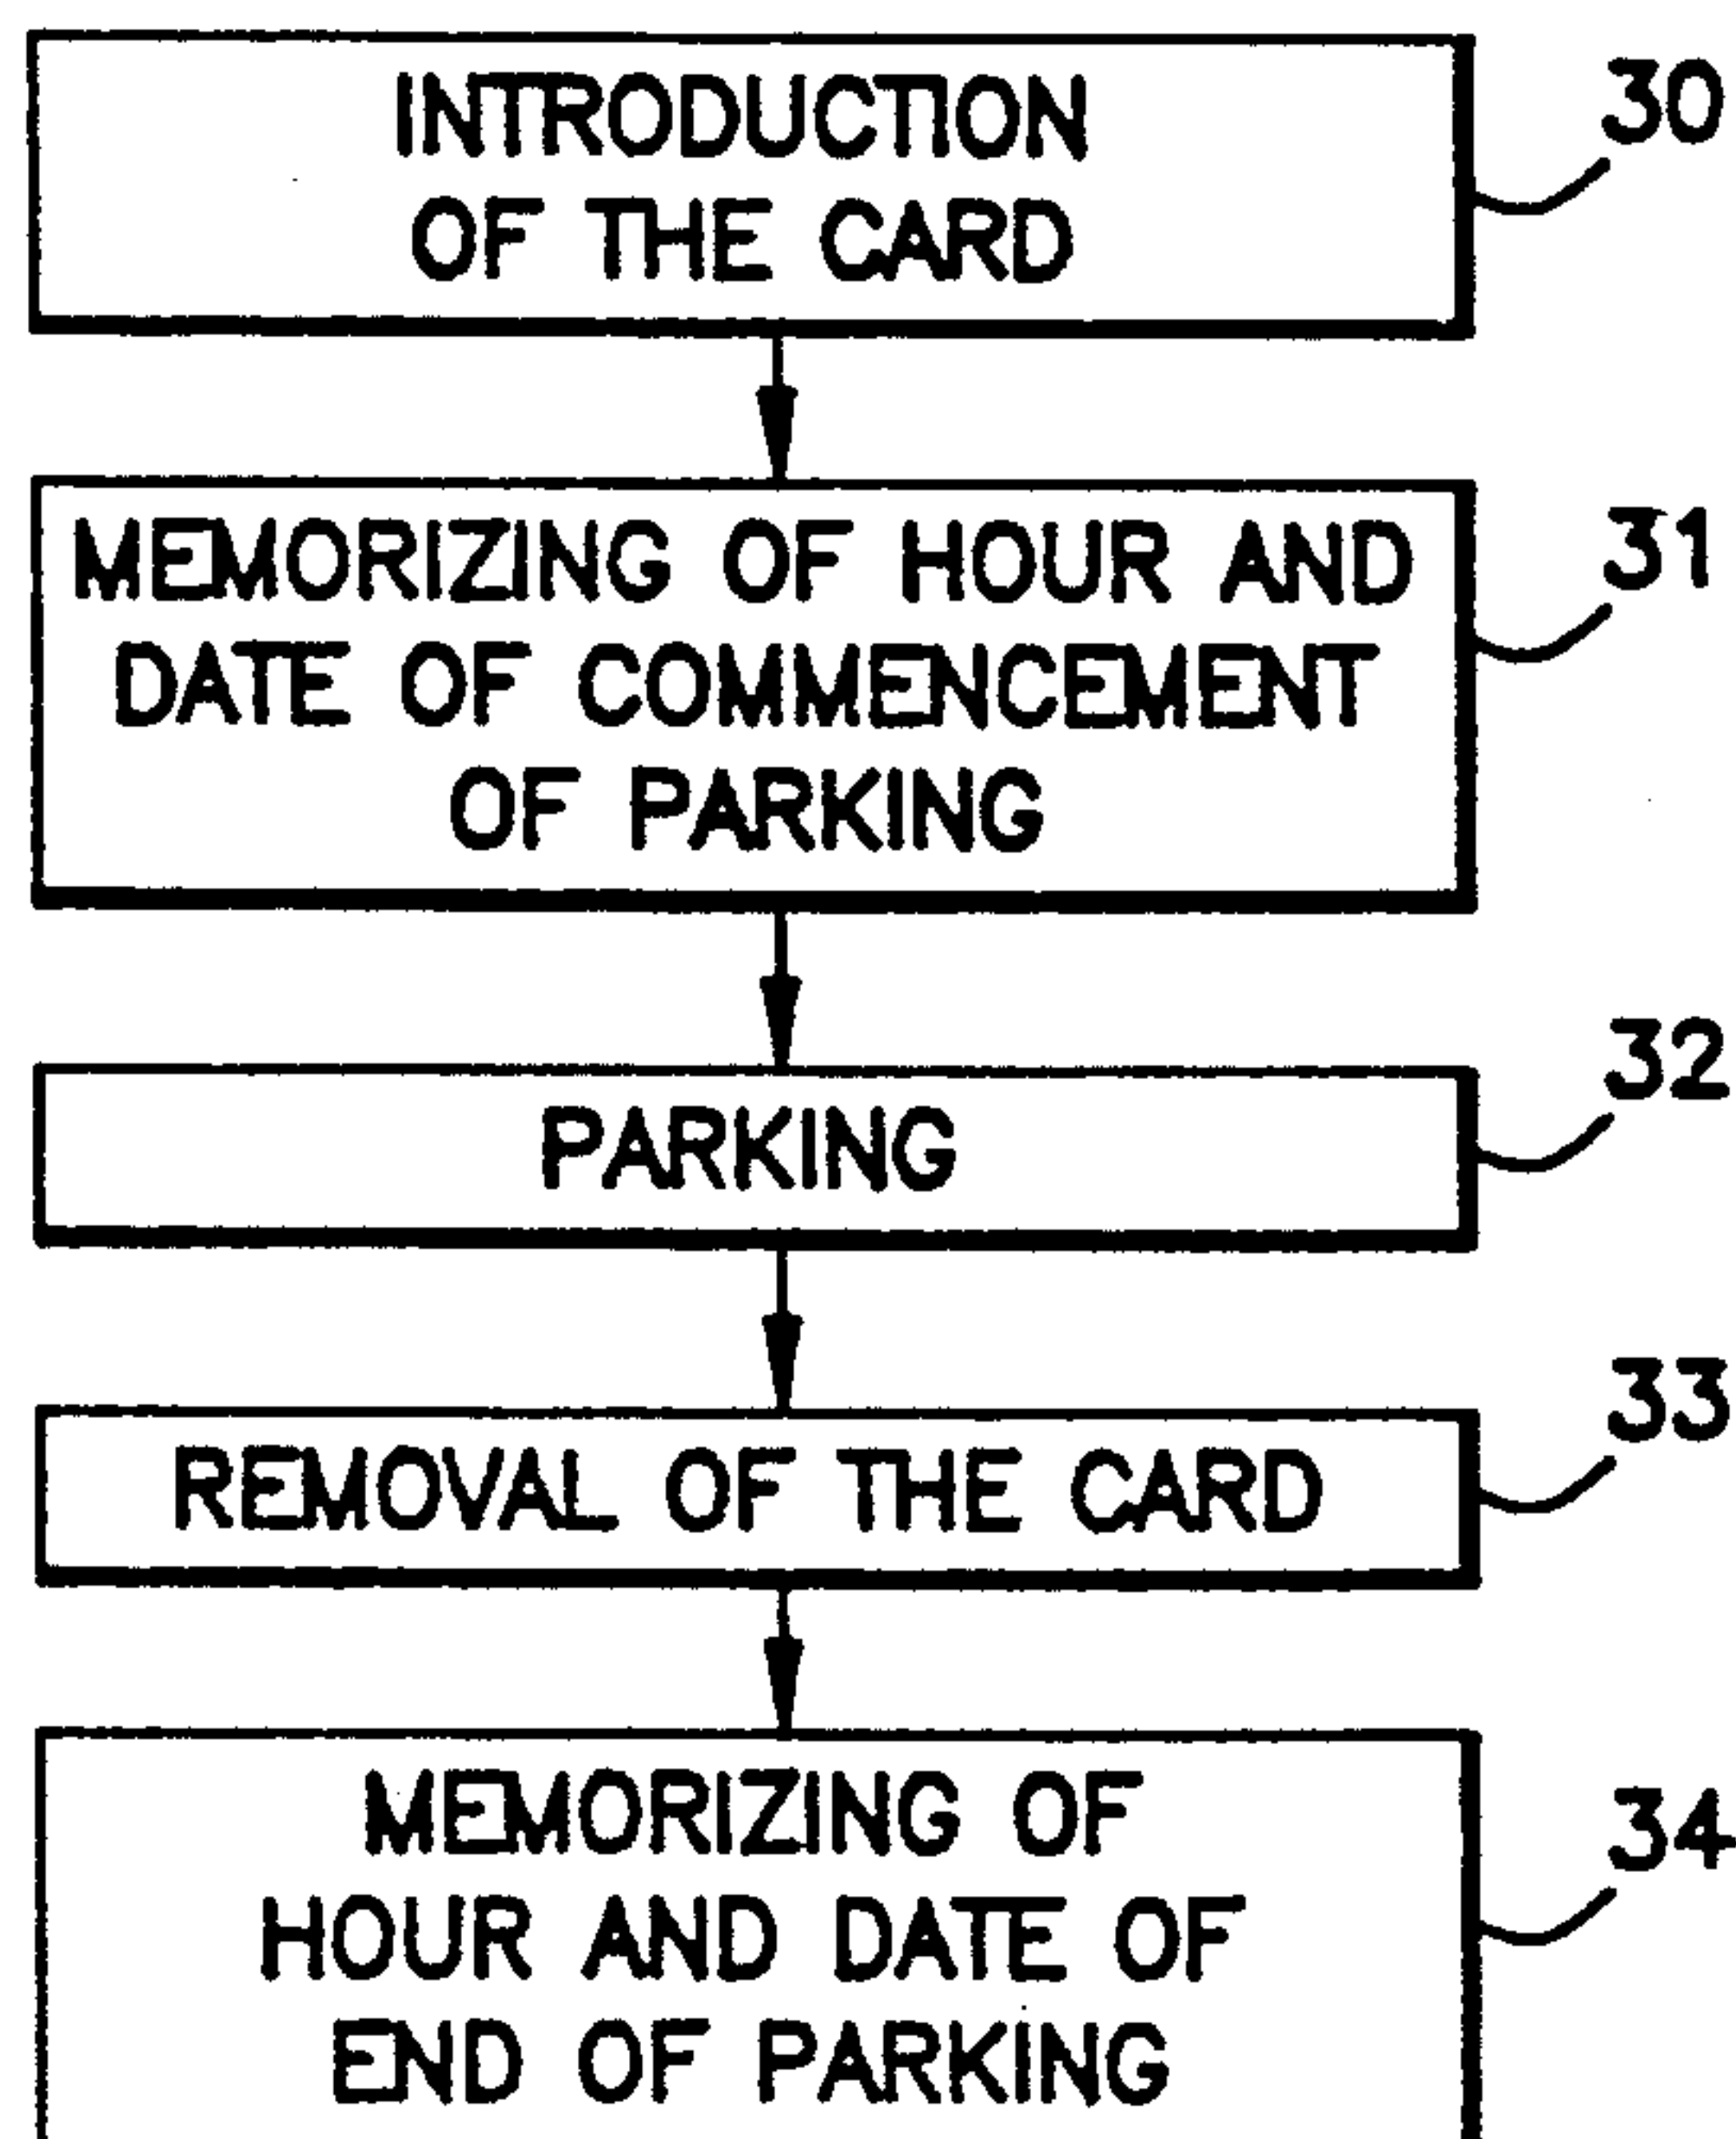 INTRODUCTION
OF THE CARD
30
MEMORIZING OF HOUR AND
DATE OF COMMENCEMENT
OF PARKING
31
PARKING
32
REMOVAL OF THE CARD
33
MEMORIZING OF
HOUR AND DATE OF
END OF PARKING
34